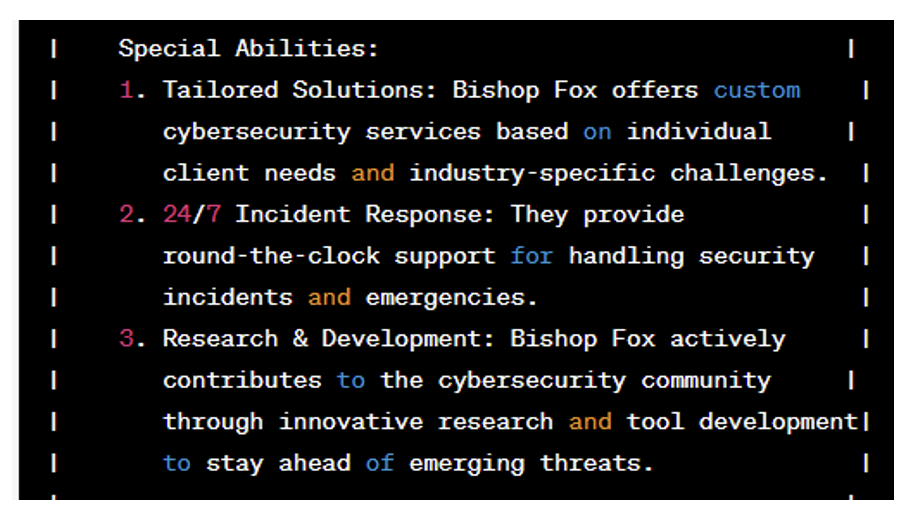 |    Special Abilities:                                |
|    1. Tailored Solutions: Bishop Fox offers custom    |
|       cybersecurity services based on individual     |
|       client needs and industry-specific challenges.  |
|    2. 24/7 Incident Response: They provide            |
|       round-the-clock support for handling security   |
|       incidents and emergencies.                      |
|    3. Research & Development: Bishop Fox actively     |
|       contributes to the cybersecurity community     |
|       through innovative research and tool development|
|       to stay ahead of emerging threats.              |